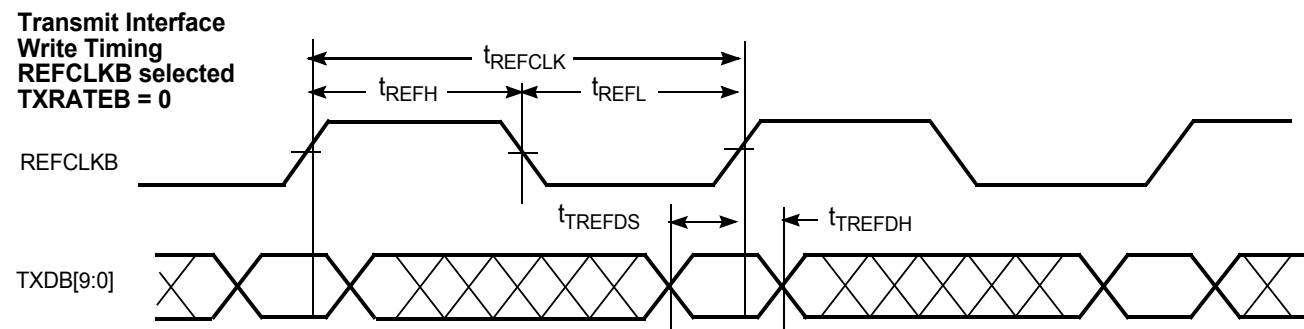 Transmit Interface
Write Timing
REFCLKB selected
TXRATEB = 0
tREFCLK
tREFH
tREFL
REFCLKB
tTREFDS
tTREFDH
TXDB[9:0]